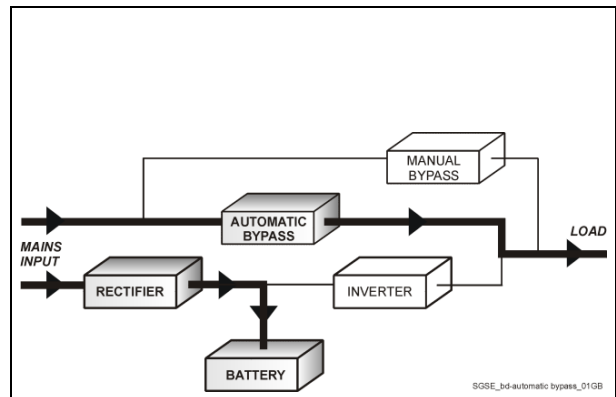 MANUAL
BYPASS
AUTOMATIC
BYPASS
MAINS
INPUT
LOAD
RECTIFIER
INVERTER
BATTERY
SGSE_bd-automatic bypass_01GB